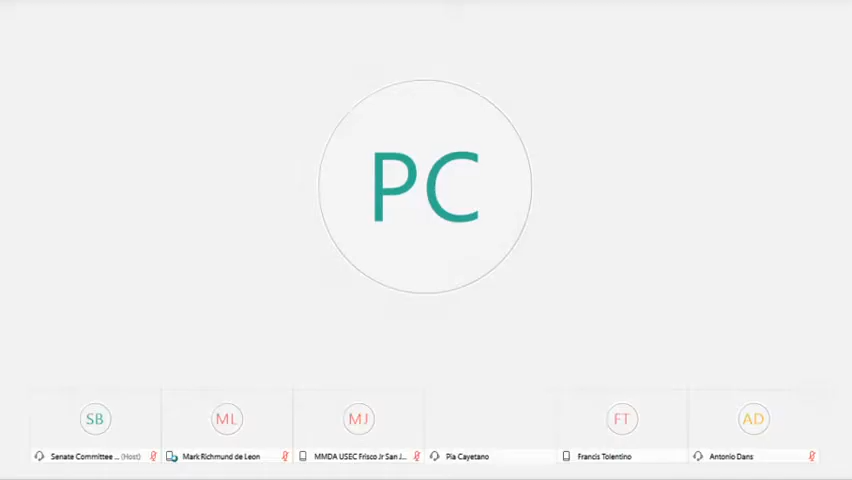 PC
SB
ML
MJ
FT
AD
Senate Committee ... (Host)
Mark Richmund de Leon
MMDA USEC Frisco Jr San J...
Pia Cayetano
Francis Tolentino
Antonio Dans